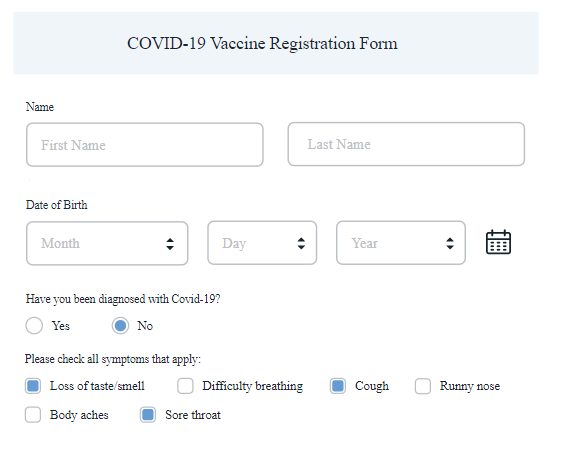 COVID-19 Vaccine Registration Form
Name
First Name Last Name
Date of Birth
Month Day Year
Have you been diagnosed with Covid-19?
Yes No
Please check all symptoms that apply:
Loss of taste/smell Difficulty breathing Cough Runny nose
Body aches Sore throat